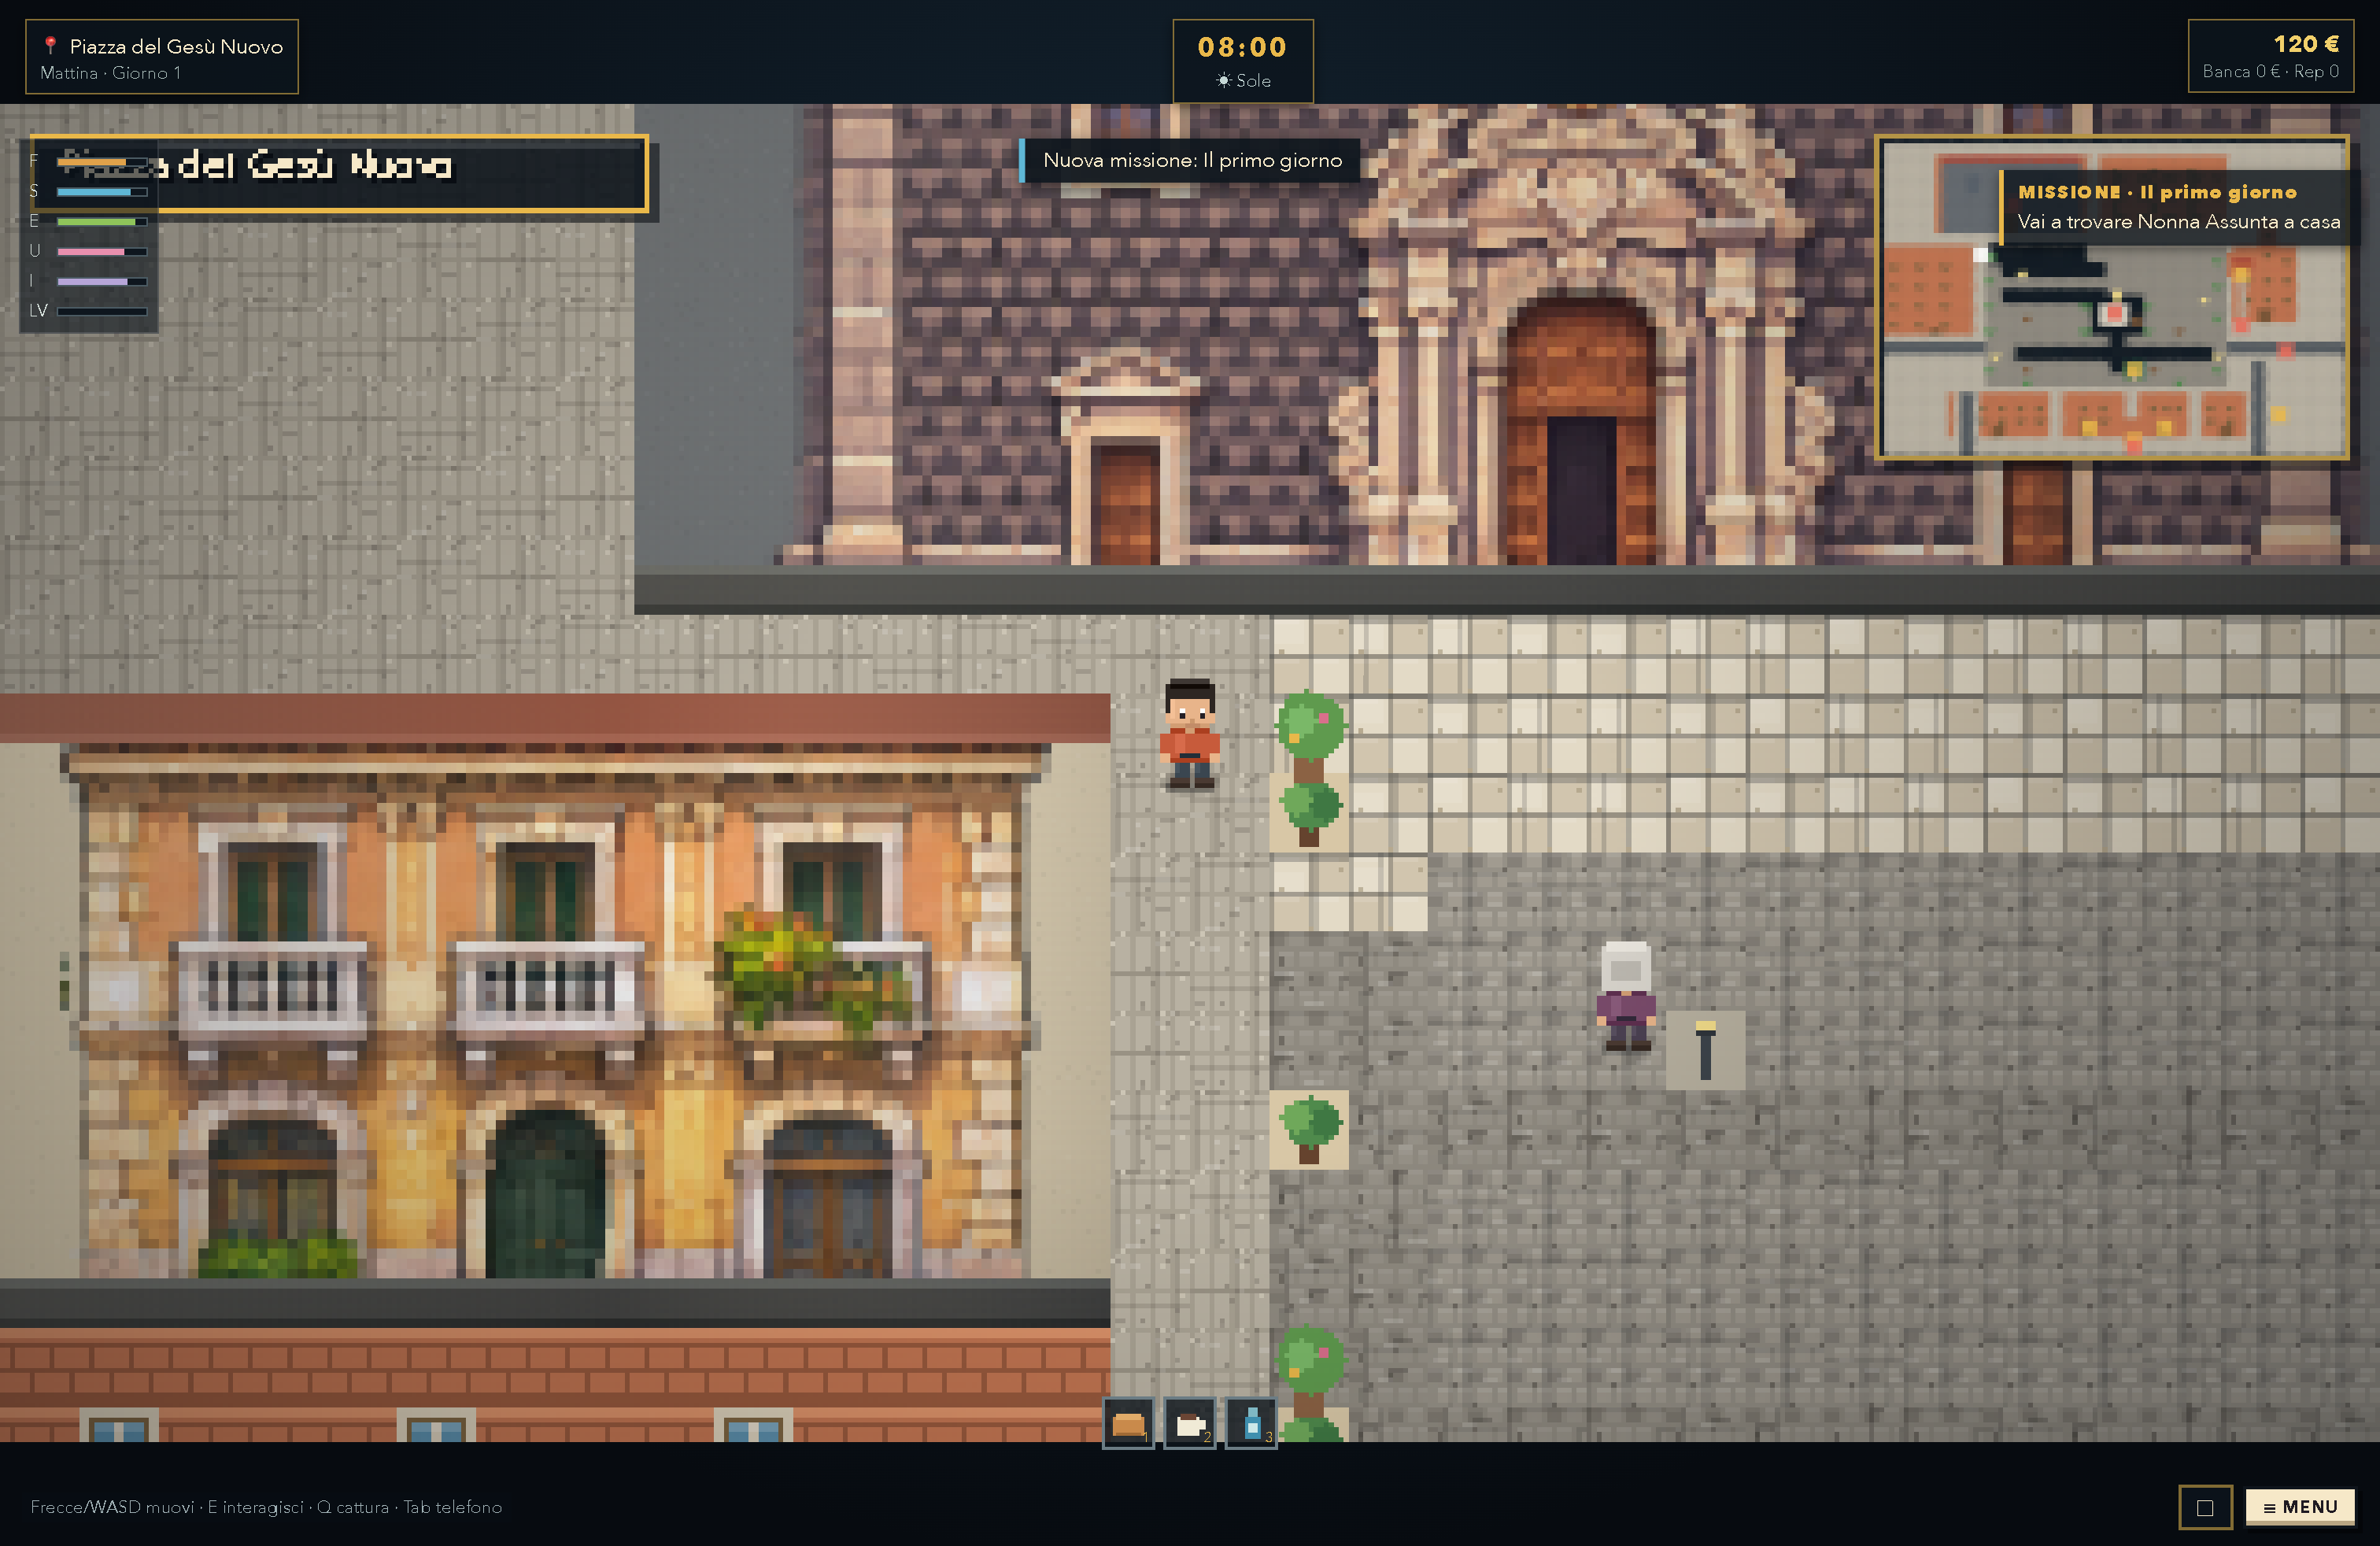 📍 Piazza del Gesù Nuovo
Mattina · Giorno 1
08:00
☀ Sole
120 €
Banca 0 € · Rep 0
del Gesù Nuovo
F
S
E
U
I
LV
Nuova missione: Il primo giorno
MISSIONE · Il primo giorno
Vai a trovare Nonna Assunta a casa
1
2
3
Frecce/WASD muovi · E interagisci · Q cattura · Tab telefono
≡ MENU